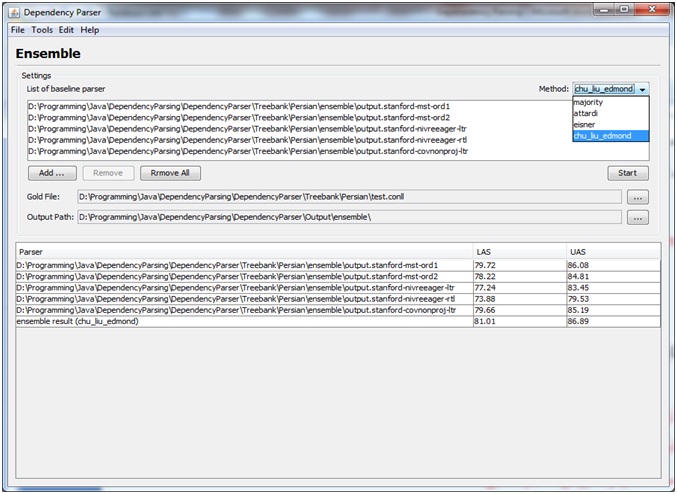 Dependency Parser
File Tools Edit Help
Ensemble
Settings
List of baseline parser
Method: chu_liu_edmond
majority
attardi
eisner
chu_liu_edmond
D:\Programming\Java\DependencyParsing\DependencyParser\Treebank\Persian\ensemble\output.stanford-mst-ord1
D:\Programming\Java\DependencyParsing\DependencyParser\Treebank\Persian\ensemble\output.stanford-mst-ord2
D:\Programming\Java\DependencyParsing\DependencyParser\Treebank\Persian\ensemble\output.stanford-nivreeager-ltr
D:\Programming\Java\DependencyParsing\DependencyParser\Treebank\Persian\ensemble\output.stanford-nivreeager-rtl
D:\Programming\Java\DependencyParsing\DependencyParser\Treebank\Persian\ensemble\output.stanford-covnonproj-ltr
Add ... Remove Rrmove All Start
Gold File: D:\Programming\Java\DependencyParsing\DependencyParser\Treebank\Persian\test.conll ...
Output Path: D:\Programming\Java\DependencyParsing\DependencyParser\Output\ensemble\ ...
Parser LAS UAS
D:\Programming\Java\DependencyParsing\DependencyParser\Treebank\Persian\ensemble\output.stanford-mst-ord1 79.72 86.08
D:\Programming\Java\DependencyParsing\DependencyParser\Treebank\Persian\ensemble\output.stanford-mst-ord2 78.22 84.81
D:\Programming\Java\DependencyParsing\DependencyParser\Treebank\Persian\ensemble\output.stanford-nivreeager-ltr 77.24 83.45
D:\Programming\Java\DependencyParsing\DependencyParser\Treebank\Persian\ensemble\output.stanford-nivreeager-rtl 73.88 79.53
D:\Programming\Java\DependencyParsing\DependencyParser\Treebank\Persian\ensemble\output.stanford-covnonproj-ltr 79.66 85.19
ensemble result (chu_liu_edmond) 81.01 86.89